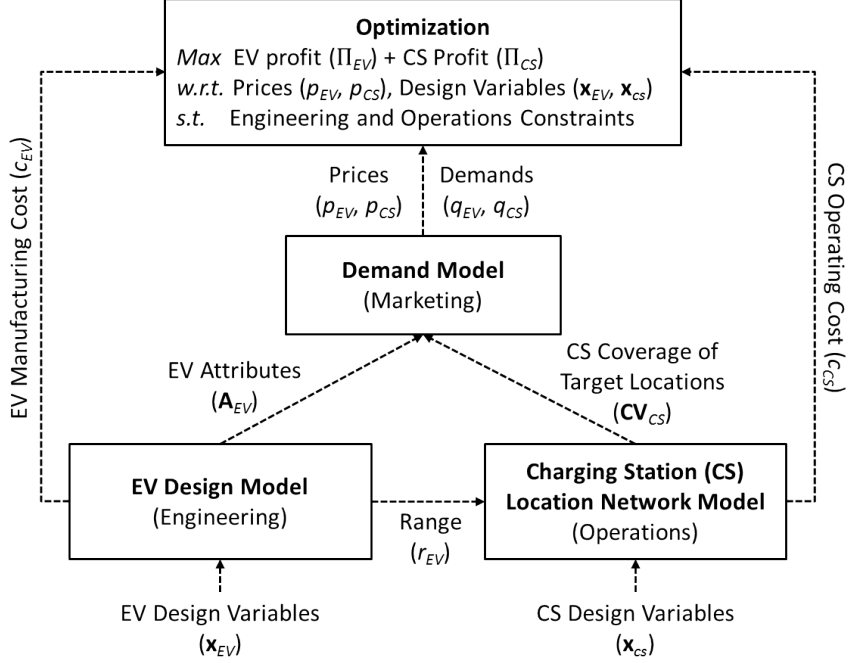 Optimization
Max EV profit (Π_EV) + CS Profit (Π_CS)
w.r.t. Prices (p_EV, p_CS), Design Variables (x_EV, x_cs)
s.t. Engineering and Operations Constraints
EV Manufacturing Cost (c_EV)
CS Operating Cost (c_CS)
Prices
(p_EV, p_CS)
Demands
(q_EV, q_CS)
Demand Model
(Marketing)
EV Attributes
(A_EV)
CS Coverage of
Target Locations
(CV_CS)
EV Design Model
(Engineering)
Range
(r_EV)
Charging Station (CS)
Location Network Model
(Operations)
EV Design Variables
(x_EV)
CS Design Variables
(x_cs)